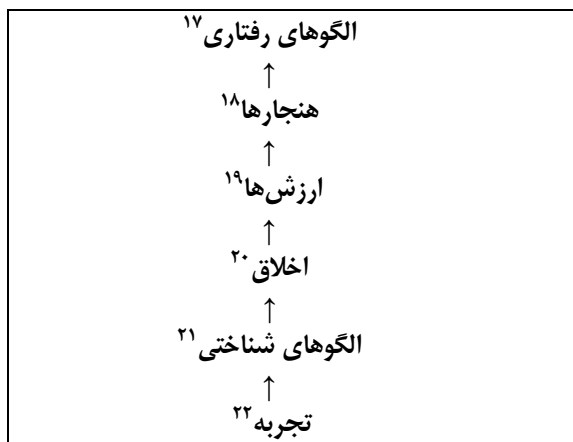 الگوهای رفتاری۱۷
↑
هنجارها۱۸
↑
ارزش‌ها۱۹
↑
اخلاق۲۰
↑
الگوهای شناختی۲۱
↑
تجربه۲۲